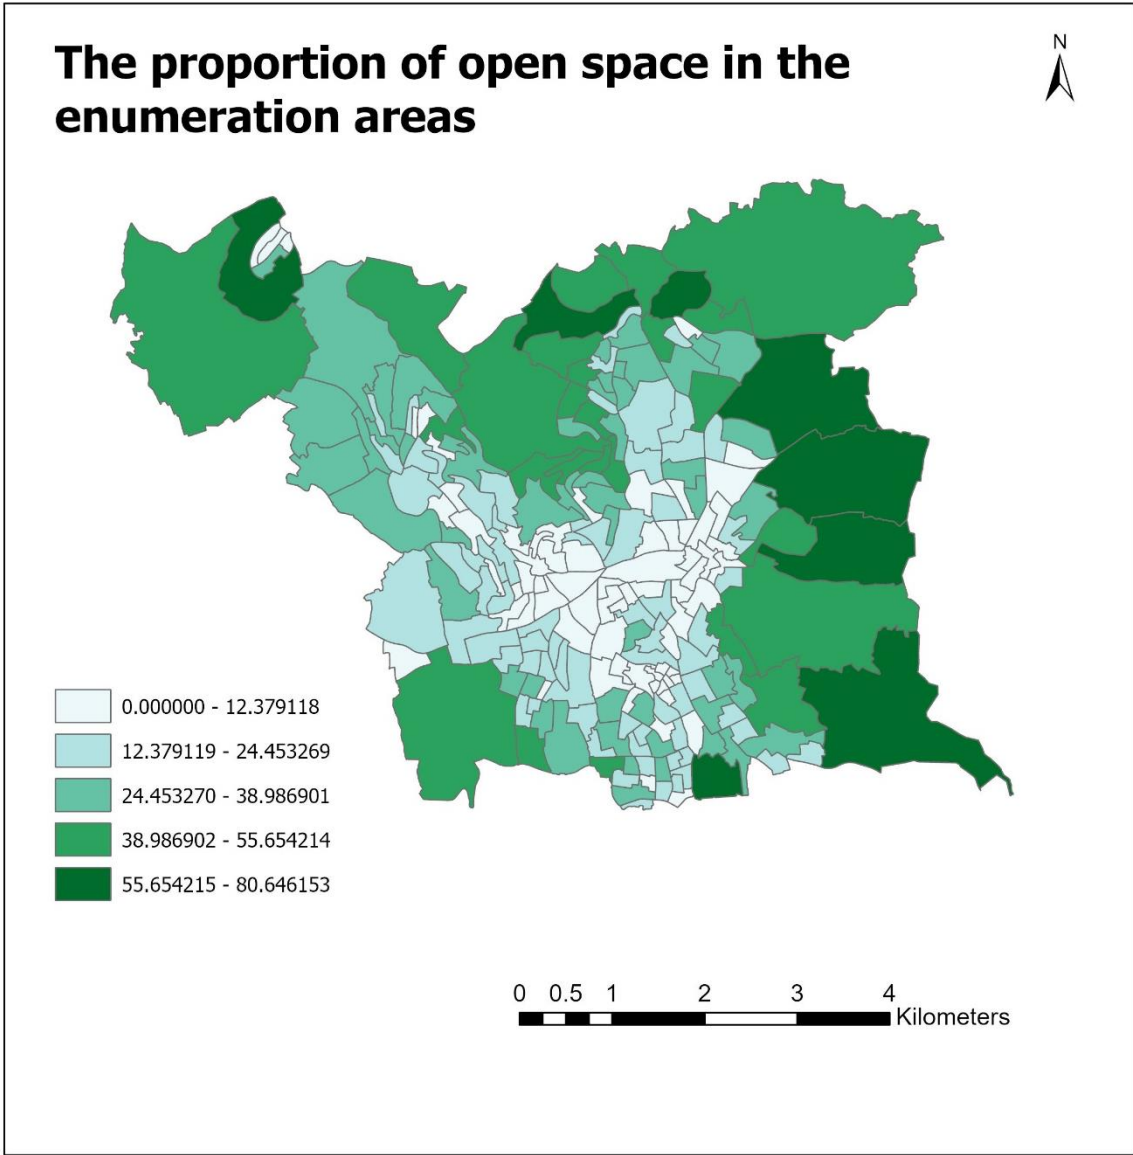 The proportion of open space in the
enumeration areas
N
0.000000 - 12.379118
12.379119 - 24.453269
24.453270 - 38.986901
38.986902 - 55.654214
55.654215 - 80.646153
0 0.5 1 2 3 4
Kilometers